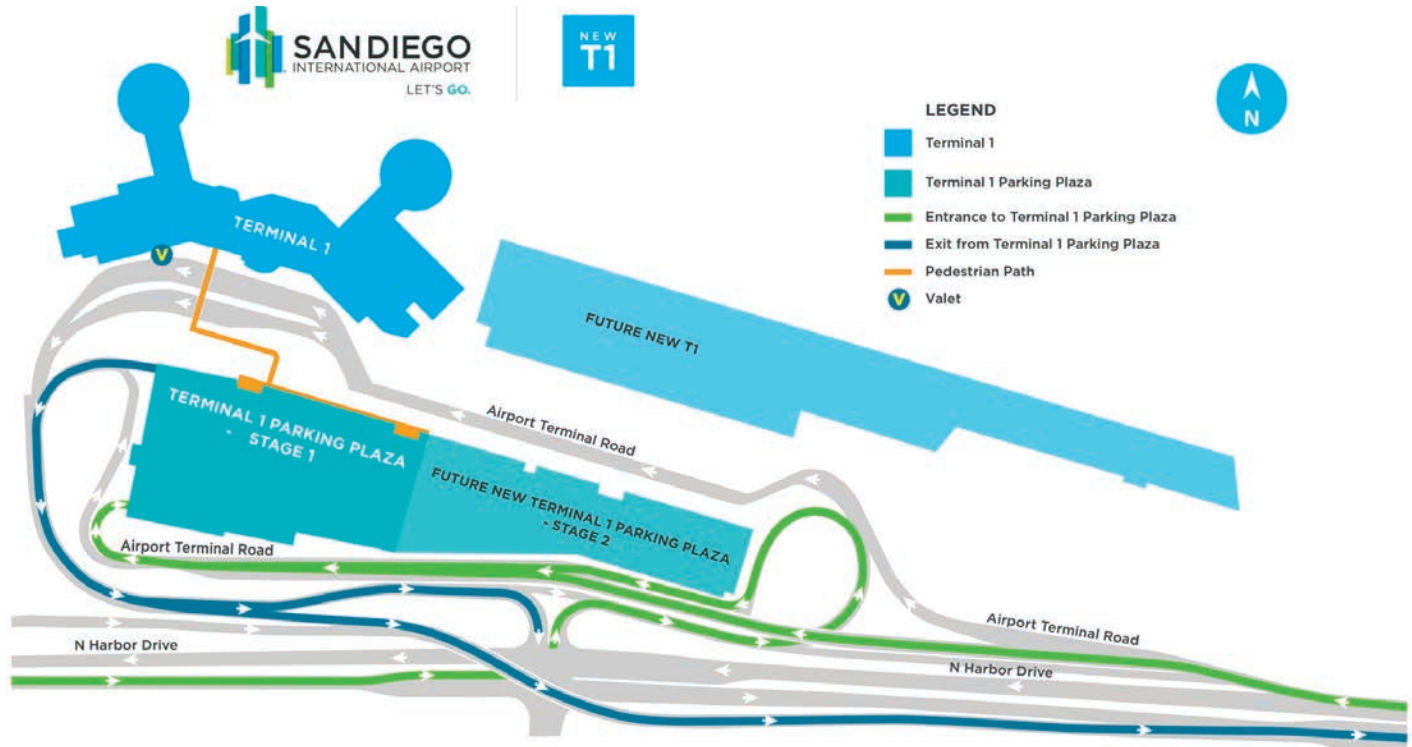 SAN DIEGO
INTERNATIONAL AIRPORT
LET'S GO.
NEW
T1
N
LEGEND
Terminal 1
Terminal 1 Parking Plaza
Entrance to Terminal 1 Parking Plaza
Exit from Terminal 1 Parking Plaza
Pedestrian Path
V
Valet
TERMINAL 1
V
FUTURE NEW T1
TERMINAL 1 PARKING PLAZA
- STAGE 1
Airport Terminal Road
FUTURE NEW TERMINAL 1 PARKING PLAZA
- STAGE 2
Airport Terminal Road
Airport Terminal Road
N Harbor Drive
N Harbor Drive